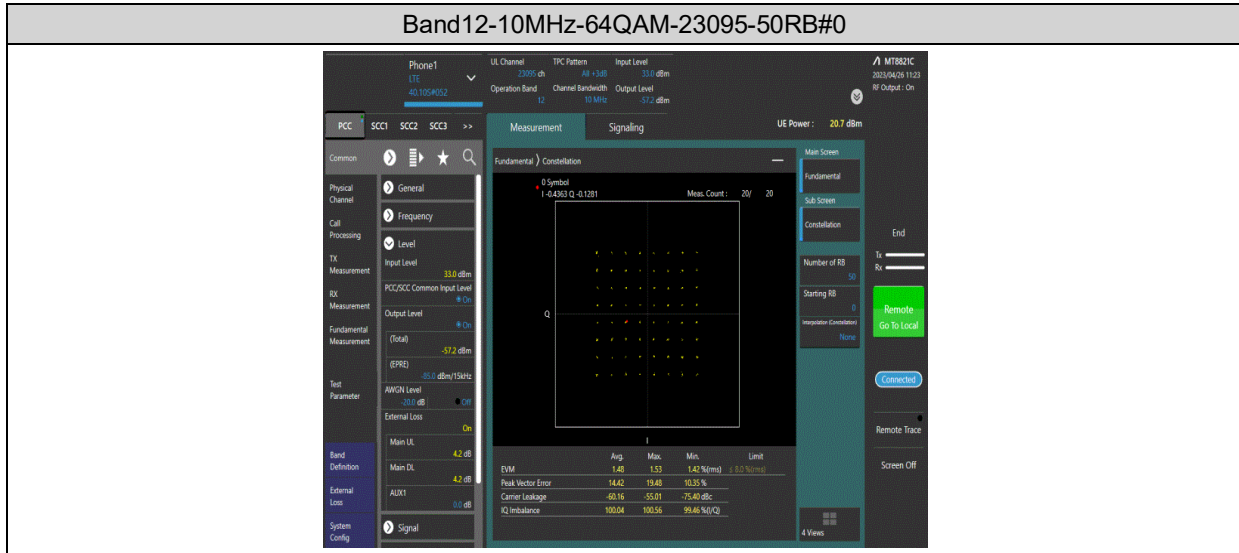 Band12-10MHz-64QAM-23095-50RB#0
Phone1
LTE
40.10S#052
UL Channel TPC Pattern Input Level
23095 ch All +3dB 33.0 dBm
Operation Band Channel Bandwidth Output Level
12 10 MHz -57.2 dBm
MT8821C
2023/04/26 11:23
RF Output : On
PCC SCC1 SCC2 SCC3 >>
Measurement Signaling
UE Power : 20.7 dBm
Common
Physical
Channel
Call
Processing
TX
Measurement
RX
Measurement
Fundamental
Measurement
Test
Parameter
Band
Definition
External
Loss
System
Config
General
Frequency
Level
Input Level
33.0 dBm
PCC/SCC Common Input Level
On
Output Level
On
(Total)
-57.2 dBm
(EPRE)
-85.0 dBm/15kHz
AWGN Level
-20.0 dB Off
External Loss
On
Main UL
4.2 dB
Main DL
4.2 dB
AUX1
0.0 dB
Signal
Fundamental ) Constellation
0 Symbol
I -0.4363 Q -0.1281
Meas. Count : 20/ 20
Q
I
Avg. Max. Min. Limit
EVM 1.48 1.53 1.42 %(rms) ≤ 8.0 %(rms)
Peak Vector Error 14.42 19.48 10.35 %
Carrier Leakage -60.16 -55.01 -75.40 dBc
IQ Imbalance 100.04 100.56 99.46 %(I/Q)
Main Screen
Fundamental
Sub Screen
Constellation
Number of RB
50
Starting RB
0
Interpolation (Constellation)
None
4 Views
End
Tx
Rx
Remote
Go To Local
Connected
Remote Trace
Screen Off